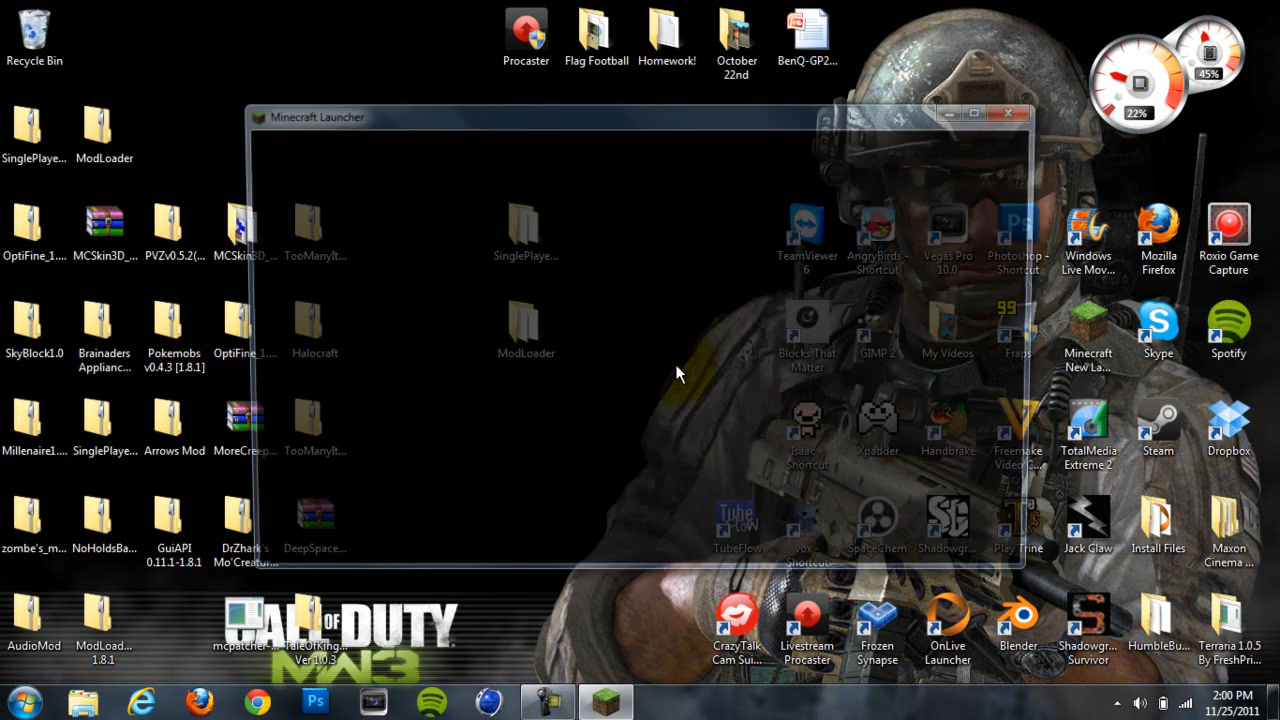 Recycle Bin
Procaster
Flag Football
Homework!
October
22nd
BenQ-GP2...
45%
22%
Minecraft Launcher
SinglePlaye...
ModLoader
OptiFine_1....
MCSkin3D_...
PVZv0.5.2(...
MCSkin3D_...
TooManyIt...
SinglePlaye...
TeamViewer
6
AngryBirds -
Shortcut
Vegas Pro
10.0
Ps
Photoshop -
Shortcut
Windows
Live Mov...
Mozilla
Firefox
Roxio Game
Capture
SkyBlock1.0
Brainaders
Applianc...
Pokemobs
v0.4.3 [1.8.1]
OptiFine_1....
Halocraft
ModLoader
Blocks That
Matter
GIMP 2
My Videos
99
Fraps
Minecraft
New La...
Skype
Spotify
Millenaire1....
SinglePlaye...
Arrows Mod
MoreCreep...
TooManyIt...
Isaac -
Shortcut
Xpadder
Handbrake
Freemake
Video C...
TotalMedia
Extreme 2
Steam
Dropbox
zombe's_m...
NoHoldsBa...
GuiAPI
0.11.1-1.8.1
DrZhark's
Mo'Creatur...
DeepSpace...
TubeFlow
Vox -
Shortcut
SpaceChem
SG
Shadowgr...
Play Trine
Jack Claw
Install Files
Maxon
Cinema ...
AudioMod
ModLoad...
1.8.1
CALL OF DUTY
MW3
mcpatcher-...
TaleOfKing...
Ver1.0.3
CrazyTalk
Cam Sui...
Livestream
Procaster
Frozen
Synapse
OnLive
Launcher
Blender
Shadowgr...
Survivor
HumbleBu...
Terraria 1.0.5
By FreshPri...
Ps
2:00 PM
11/25/2011